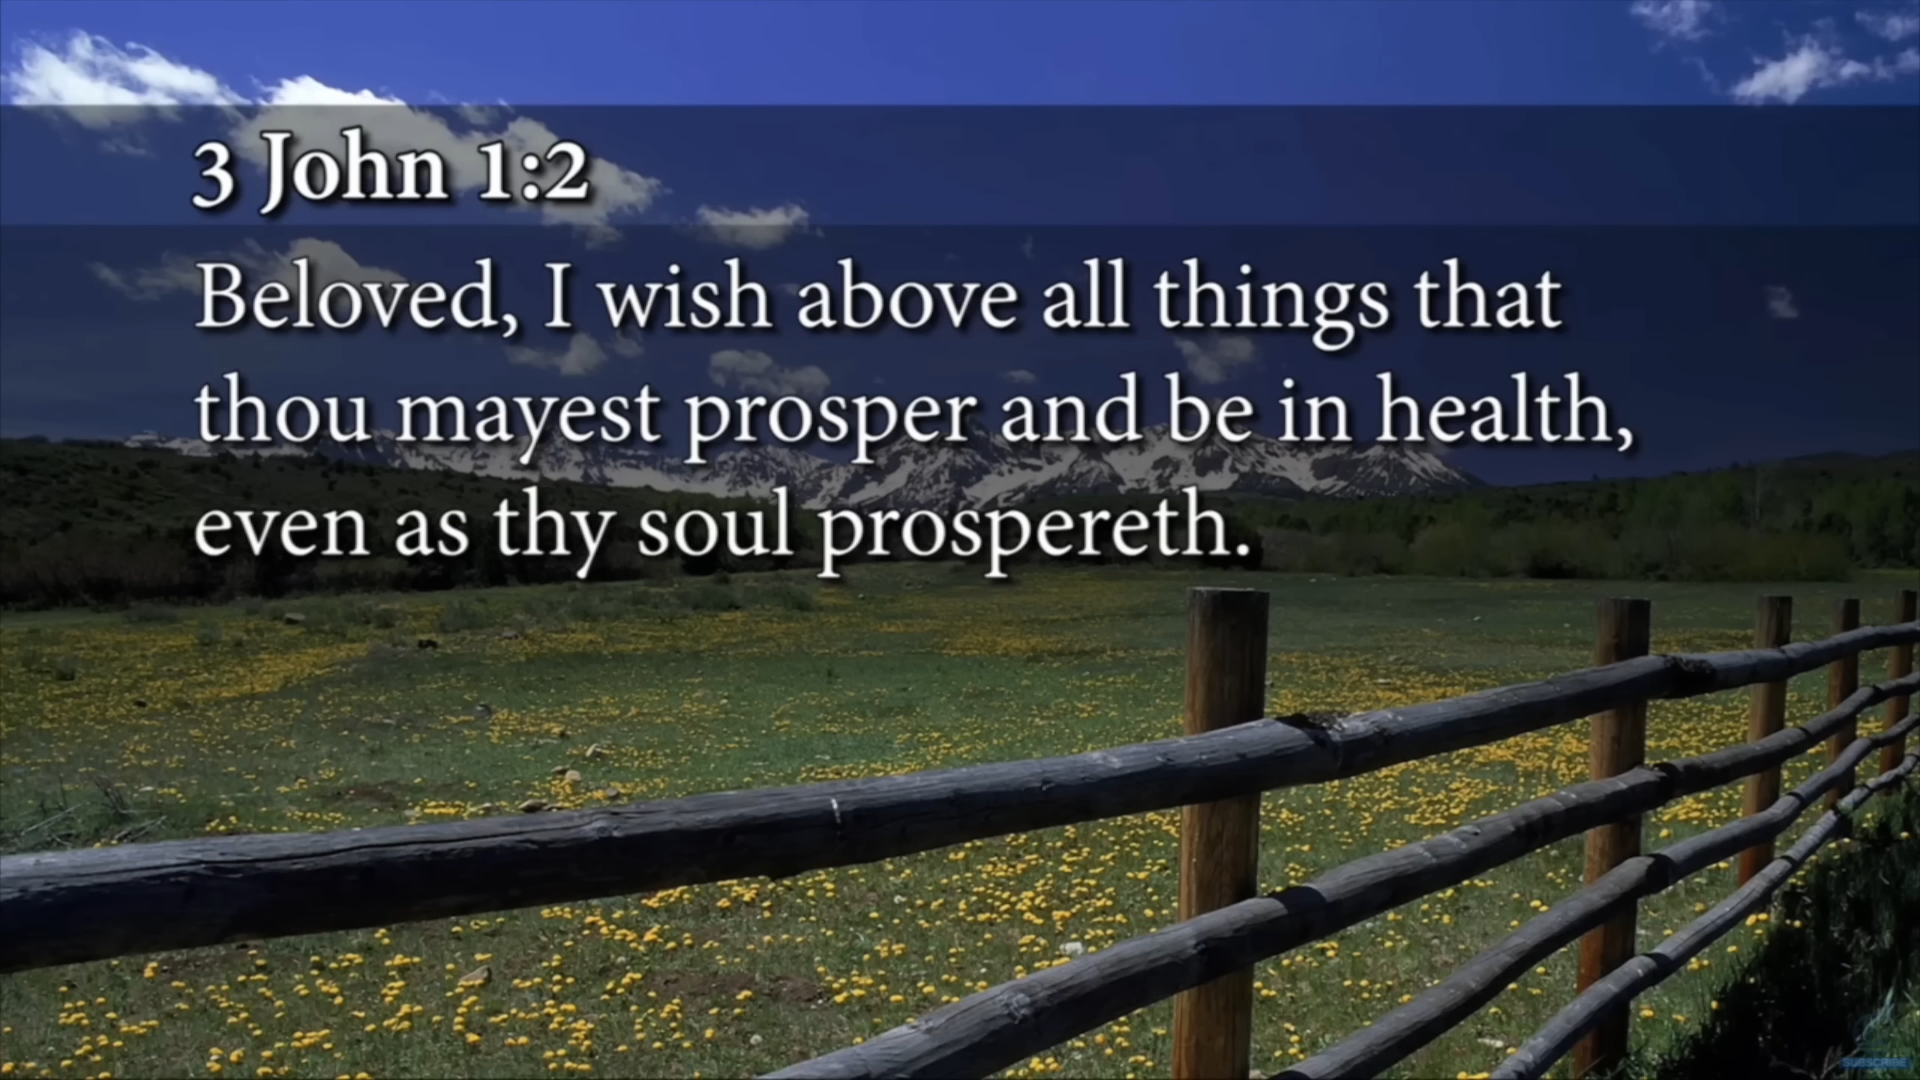 3 John 1:2
Beloved, I wish above all things that
thou mayest prosper and be in health,
even as thy soul prospereth.
SUBSCRIBE